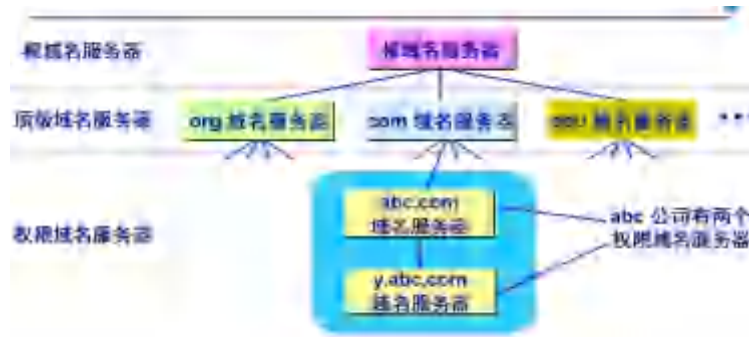 根域名服务器
根域名服务器
顶级域名服务器
org 域名服务器
com 域名服务器
edu 域名服务器
•••
权限域名服务器
abc.com
域名服务器
abc 公司有两个
权限域名服务器
y.abc.com
域名服务器